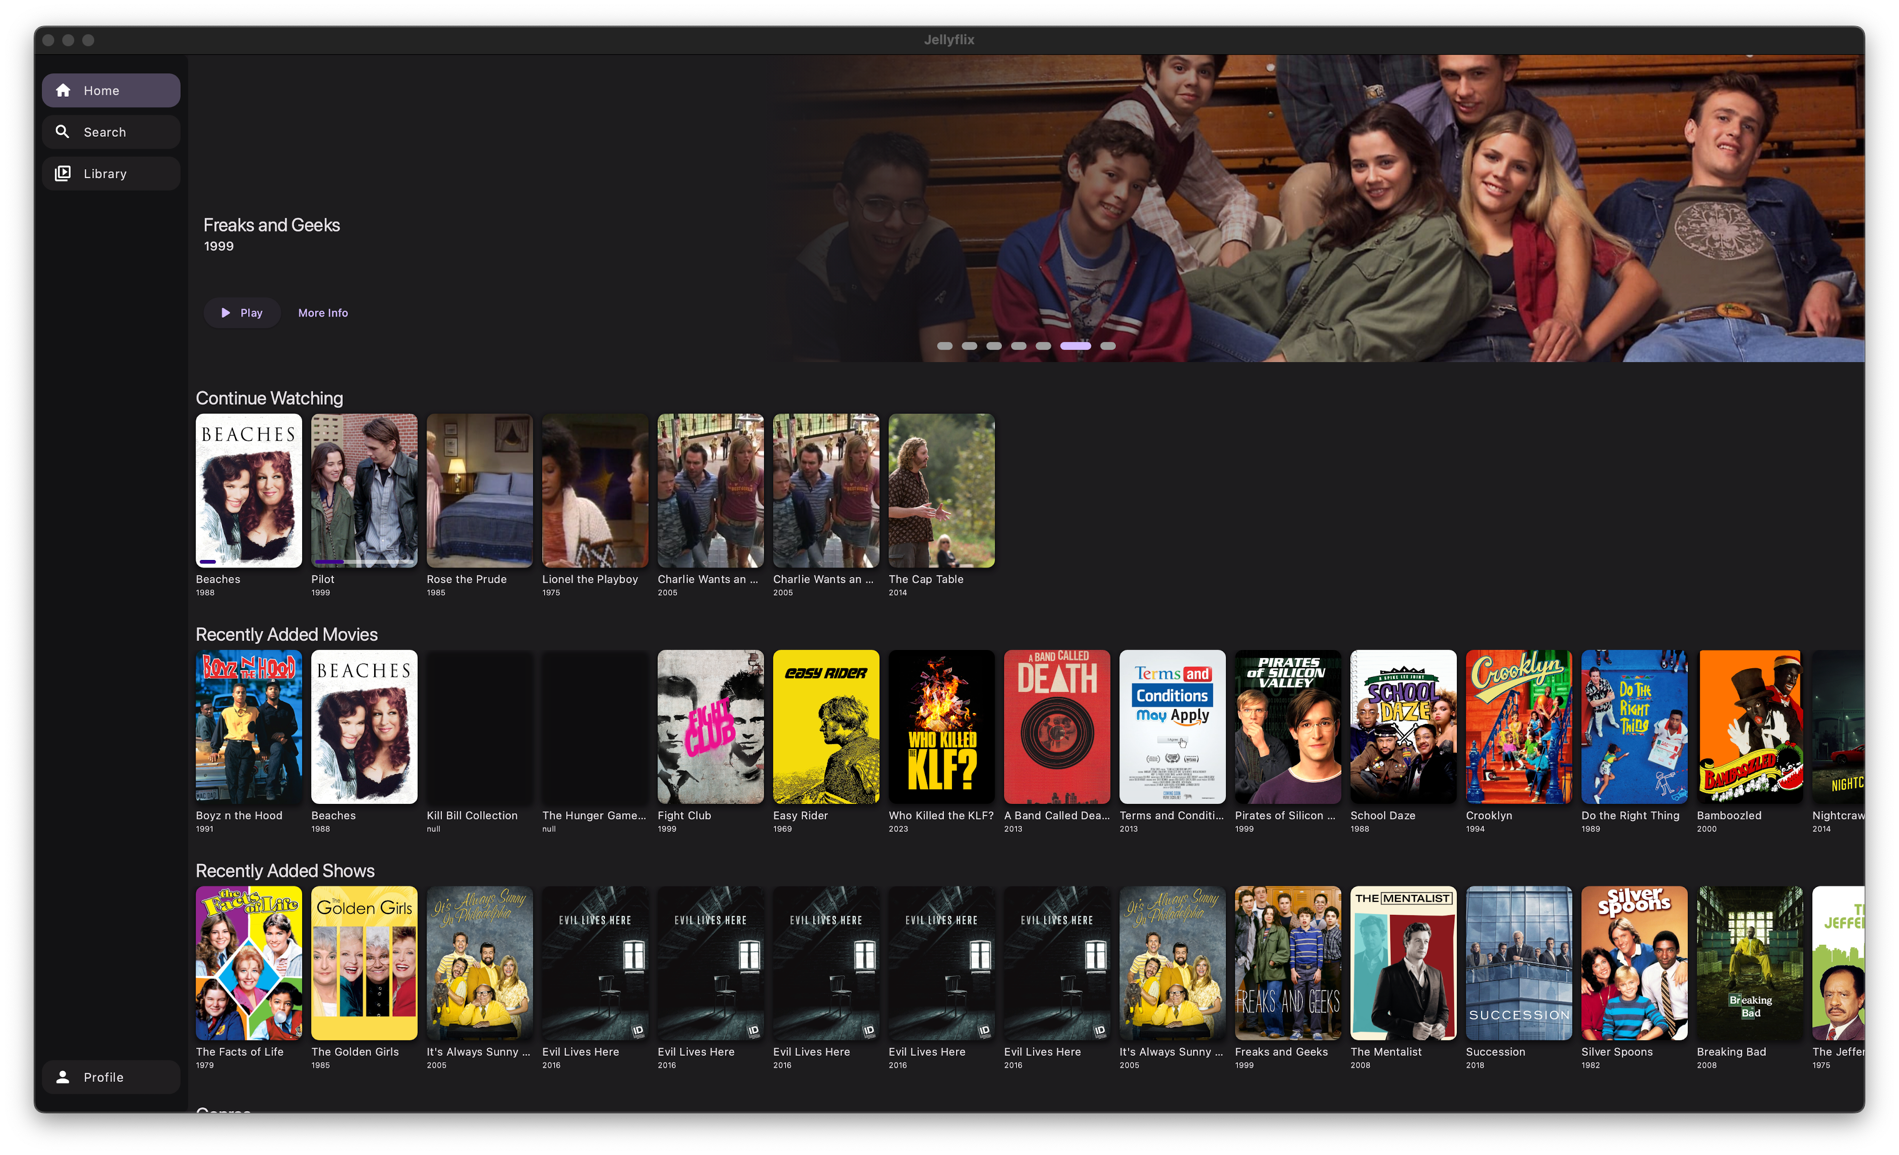 Jellyflix
Home
Search
Library
Freaks and Geeks
1999
Play
More Info
Continue Watching
BEACHES
Beaches
1988
Pilot
1999
Rose the Prude
1985
Lionel the Playboy
1975
Charlie Wants an ...
2005
Charlie Wants an ...
2005
The Cap Table
2014
Recently Added Movies
BOYZ N THE HOOD
BEACHES
FIGHT CLUB
easy RIDER
WHO KILLED THE KLF?
A BAND CALLED DEATH
Terms and Conditions May Apply
PIRATES of SILICON VALLEY
SCHOOL DAZE
Crooklyn
Do THE RIGHT THING
BAMBOOZLED
NIGHTC
Boyz n the Hood
1991
Beaches
1988
Kill Bill Collection
null
The Hunger Game...
null
Fight Club
1999
Easy Rider
1969
Who Killed the KLF?
2023
A Band Called Dea...
2013
Terms and Conditi...
2013
Pirates of Silicon ...
1999
School Daze
1988
Crooklyn
1994
Do the Right Thing
1989
Bamboozled
2000
Nightcraw
2014
Recently Added Shows
the Facts of Life
The Golden Girls
It's Always Sunny in Philadelphia
EVIL LIVES HERE
ID
EVIL LIVES HERE
ID
EVIL LIVES HERE
ID
EVIL LIVES HERE
ID
EVIL LIVES HERE
ID
It's Always Sunny in Philadelphia
FREAKS AND GEEKS
THE MENTALIST
SUCCESSION
Silver Spoons
Breaking Bad
JEFFE
The Facts of Life
1979
The Golden Girls
1985
It's Always Sunny ...
2005
Evil Lives Here
2016
Evil Lives Here
2016
Evil Lives Here
2016
Evil Lives Here
2016
Evil Lives Here
2016
It's Always Sunny ...
2005
Freaks and Geeks
1999
The Mentalist
2008
Succession
2018
Silver Spoons
1982
Breaking Bad
2008
The Jeffer
1975
Profile